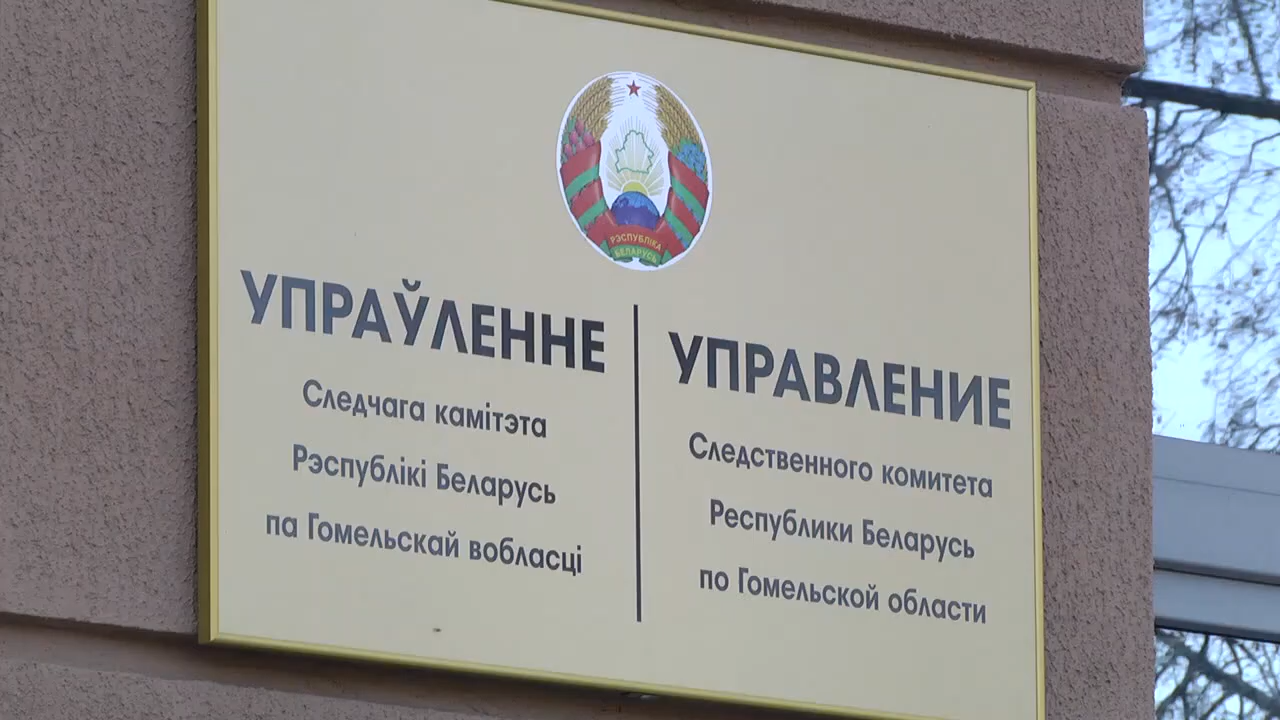 РЭСПУБЛІКА
БЕЛАРУСЬ
УПРАЎЛЕННЕ
Следчага камітэта
Рэспублікі Беларусь
па Гомельскай вобласці
УПРАВЛЕНИЕ
Следственного комитета
Республики Беларусь
по Гомельской области